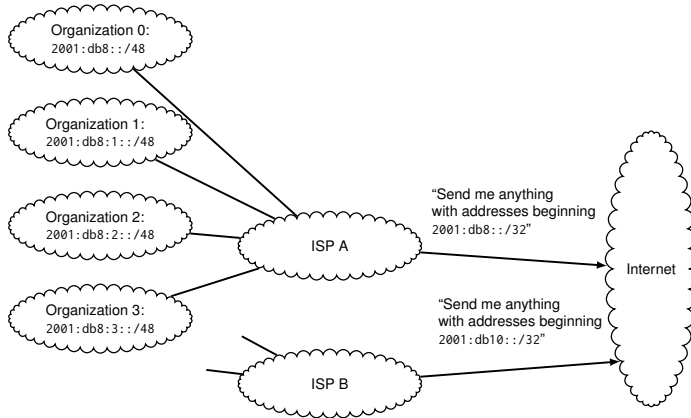 Organization 0:
2001:db8::/48
Organization 1:
2001:db8:1::/48
Organization 2:
2001:db8:2::/48
Organization 3:
2001:db8:3::/48
ISP A
ISP B
“Send me anything
with addresses beginning
2001:db8::/32”
“Send me anything
with addresses beginning
2001:db10::/32”
Internet